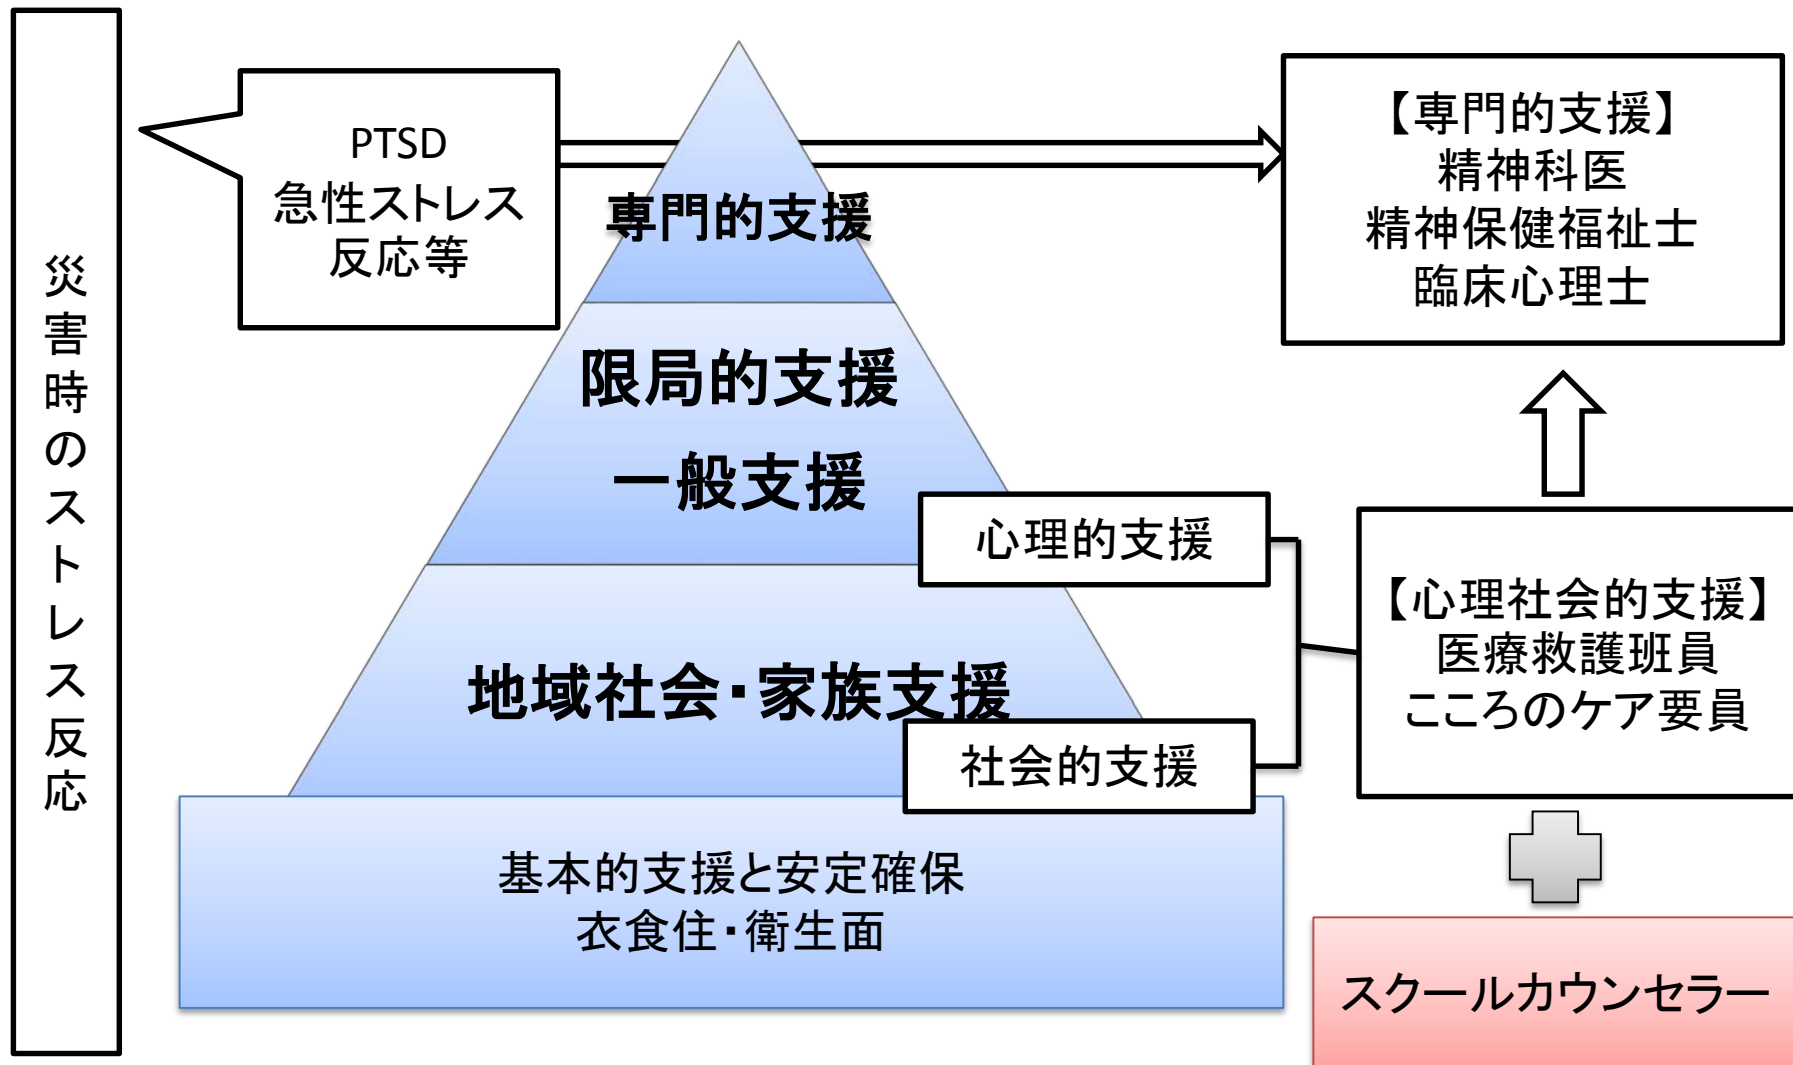 災害時のストレス反応
PTSD
急性ストレス
反応等
専門的支援
限局的支援
一般支援
地域社会・家族支援
基本的支援と安定確保
衣食住・衛生面
心理的支援
社会的支援
【専門的支援】
精神科医
精神保健福祉士
臨床心理士
【心理社会的支援】
医療救護班員
こころのケア要員
スクールカウンセラー